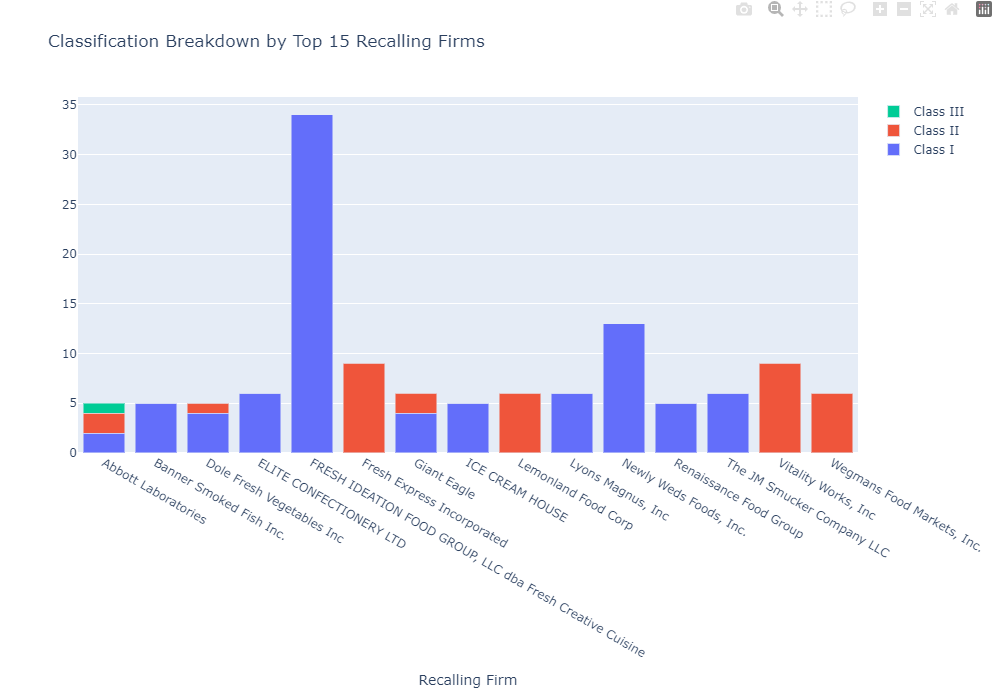 Classification Breakdown by Top 15 Recalling Firms
35
30
25
20
15
10
5
0
Class III
Class II
Class I
Abbott Laboratories
Banner Smoked Fish Inc.
Dole Fresh Vegetables Inc
ELITE CONFECTIONERY LTD
FRESH IDEATION FOOD GROUP, LLC dba Fresh Creative Cuisine
Fresh Express Incorporated
Giant Eagle
ICE CREAM HOUSE
Lemonland Food Corp
Lyons Magnus, Inc
Newly Weds Foods, Inc.
Renaissance Food Group
The JM Smucker Company LLC
Vitality Works, Inc
Wegmans Food Markets, Inc.
Recalling Firm